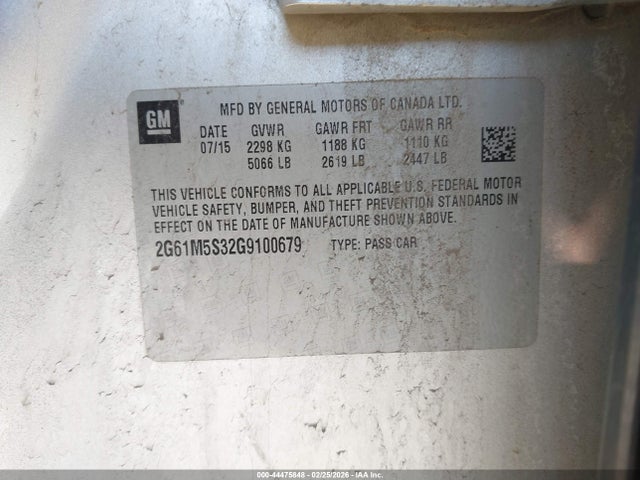 GM
MFD BY GENERAL MOTORS OF CANADA LTD.
DATE GVWR GAWR FRT GAWR RR
07/15 2298 KG 1188 KG 1110 KG
5066 LB 2619 LB 2447 LB
THIS VEHICLE CONFORMS TO ALL APPLICABLE U.S. FEDERAL MOTOR
VEHICLE SAFETY, BUMPER, AND THEFT PREVENTION STANDARDS IN
EFFECT ON THE DATE OF MANUFACTURE SHOWN ABOVE.
2G61M5S32G9100679 TYPE: PASS CAR
000-44475848 - 02/25/2026 - IAA Inc.